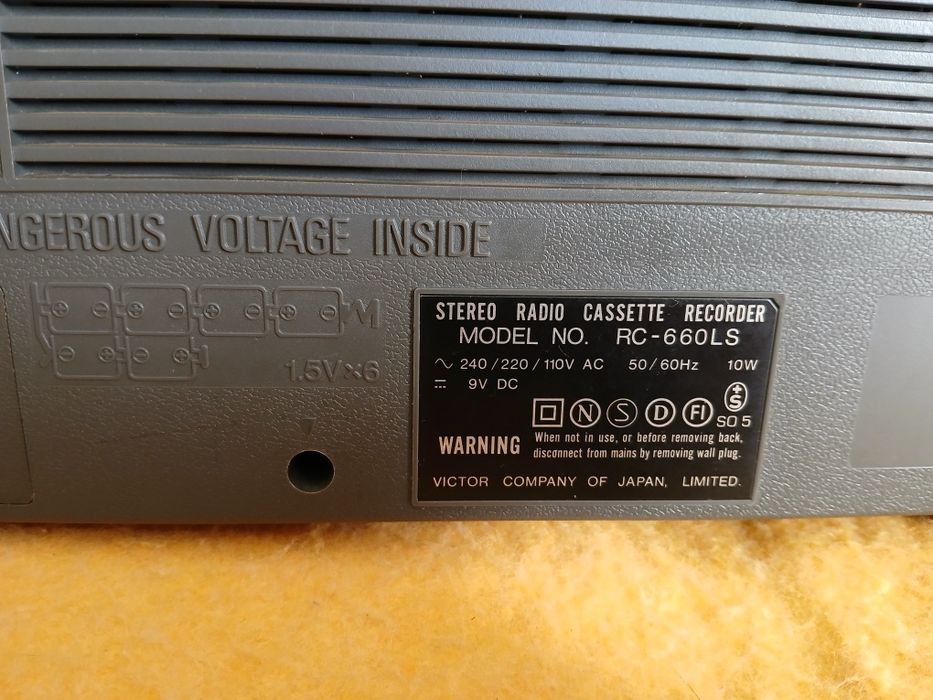 NGEROUS VOLTAGE INSIDE
1.5V×6
STEREO RADIO CASSETTE RECORDER
MODEL NO. RC-660LS
~ 240/220/110V AC 50/60Hz 10W
⎓ 9V DC
N S D FI +S
SO 5
WARNING When not in use, or before removing back,
disconnect from mains by removing wall plug.
VICTOR COMPANY OF JAPAN, LIMITED.